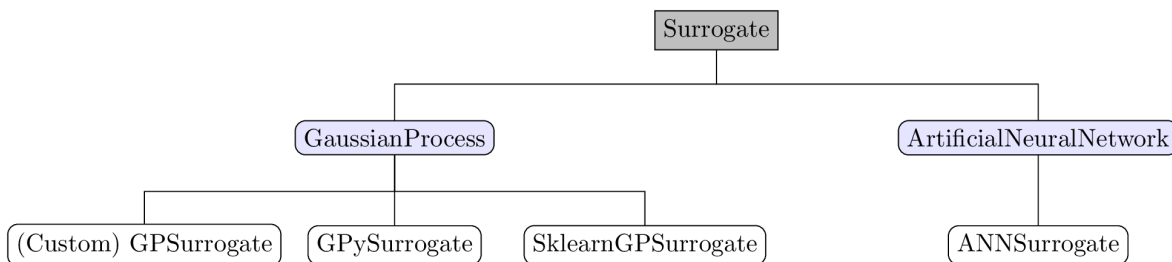 Surrogate
GaussianProcess
ArtificialNeuralNetwork
(Custom) GPSurrogate
GPySurrogate
SklearnGPSurrogate
ANNSurrogate